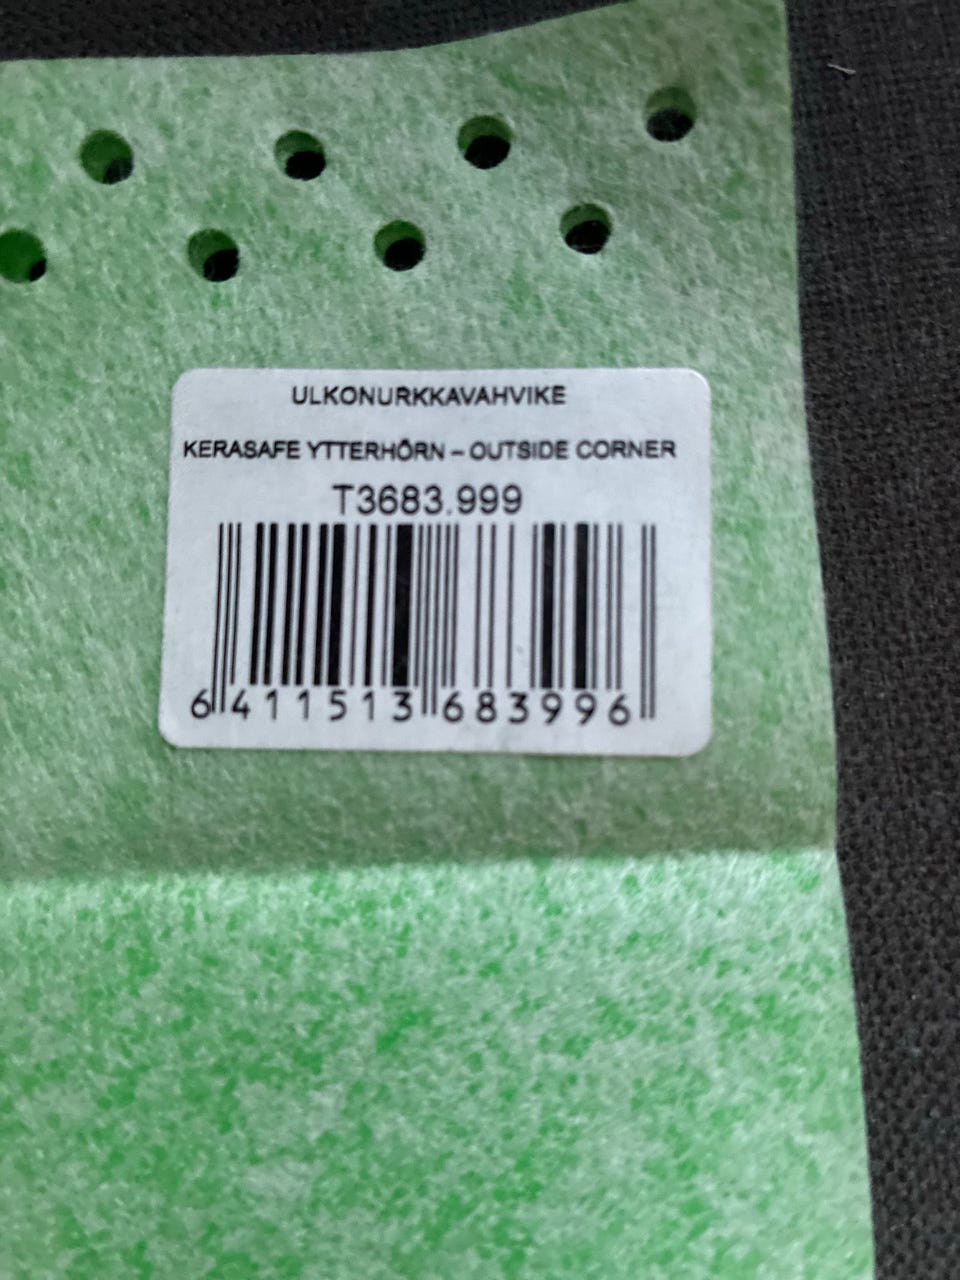 ULKONURKKAVAHVIKE
KERASAFE YTTERHÖRN – OUTSIDE CORNER
T3683.999
6 411513 683996